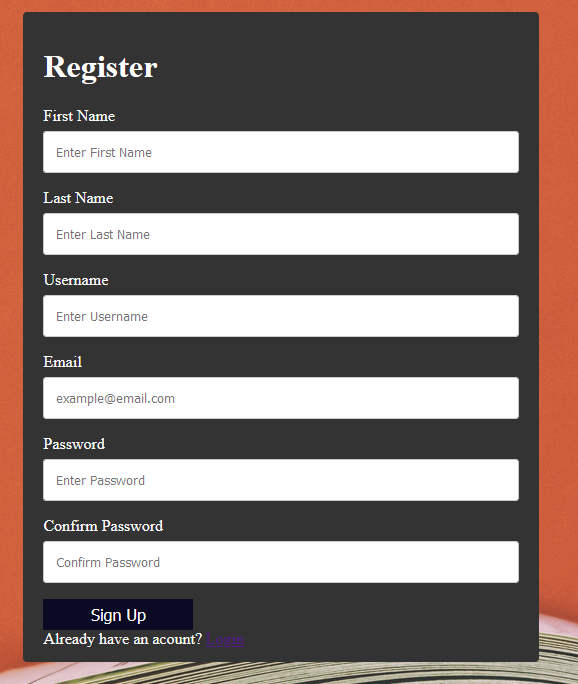 Register
First Name
Enter First Name
Last Name
Enter Last Name
Username
Enter Username
Email
example@email.com
Password
Enter Password
Confirm Password
Confirm Password
Sign Up
Already have an acount?